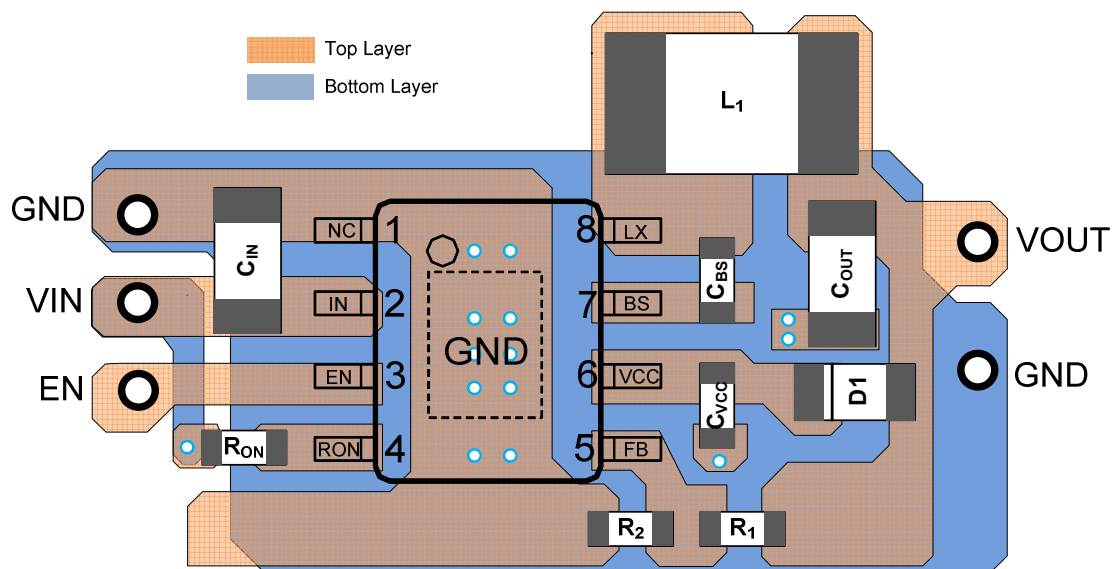 Top Layer
Bottom Layer
L1
GND
VIN
EN
CIN
NC
IN
EN
RON
RON
1
2
3
4
GND
8
7
6
5
LX
BS
VCC
FB
CBS
CVCC
COUT
D1
R2
R1
VOUT
GND